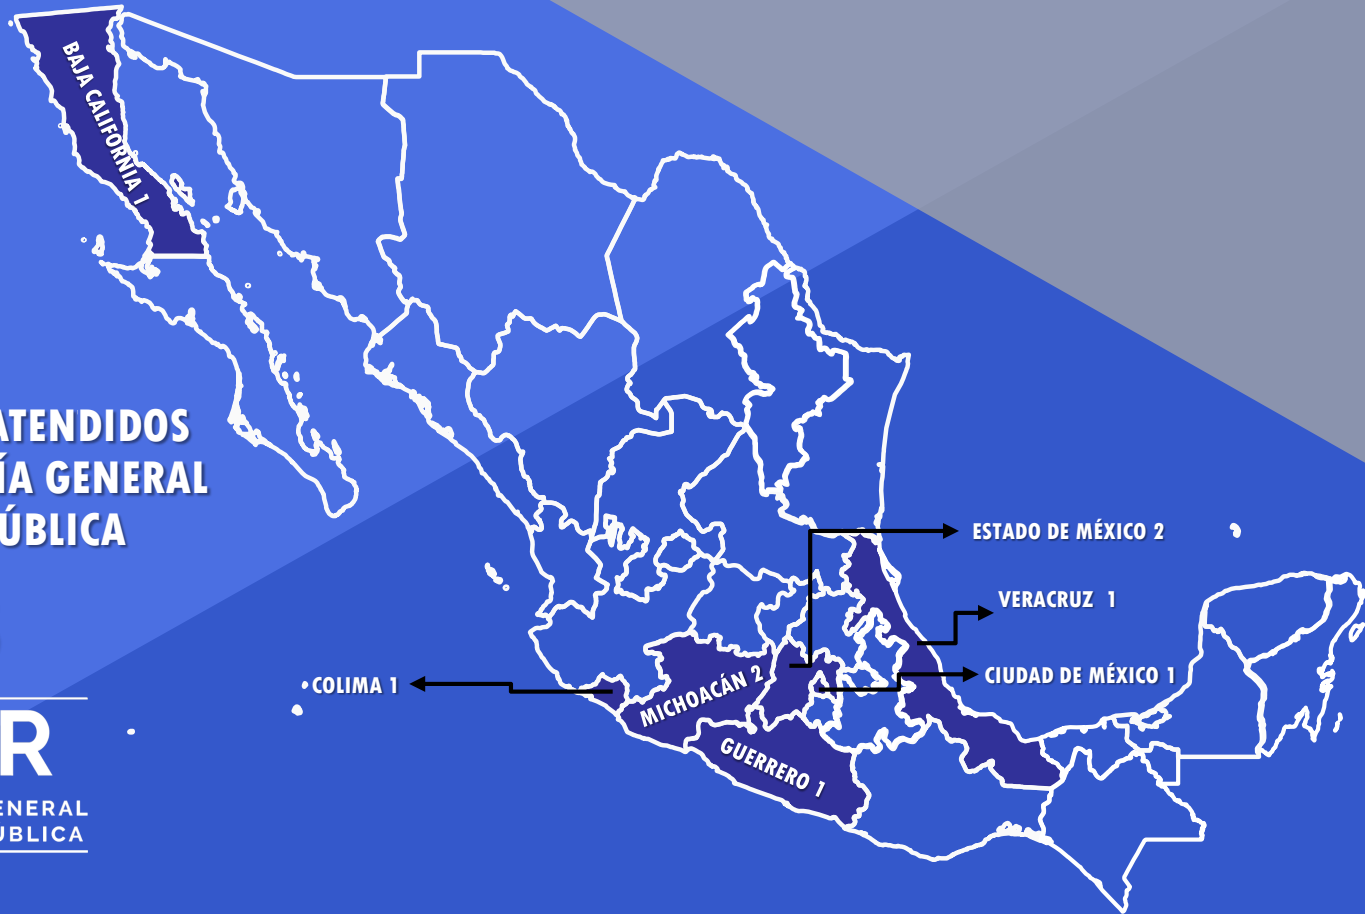 BAJA CALIFORNIA 1
ATENDIDOS
ÍA GENERAL
ÚBLICA
ESTADO DE MÉXICO 2
VERACRUZ 1
CIUDAD DE MÉXICO 1
COLIMA 1
MICHOACÁN 2
GUERRERO 1
R
ENERAL
ÚBLICA